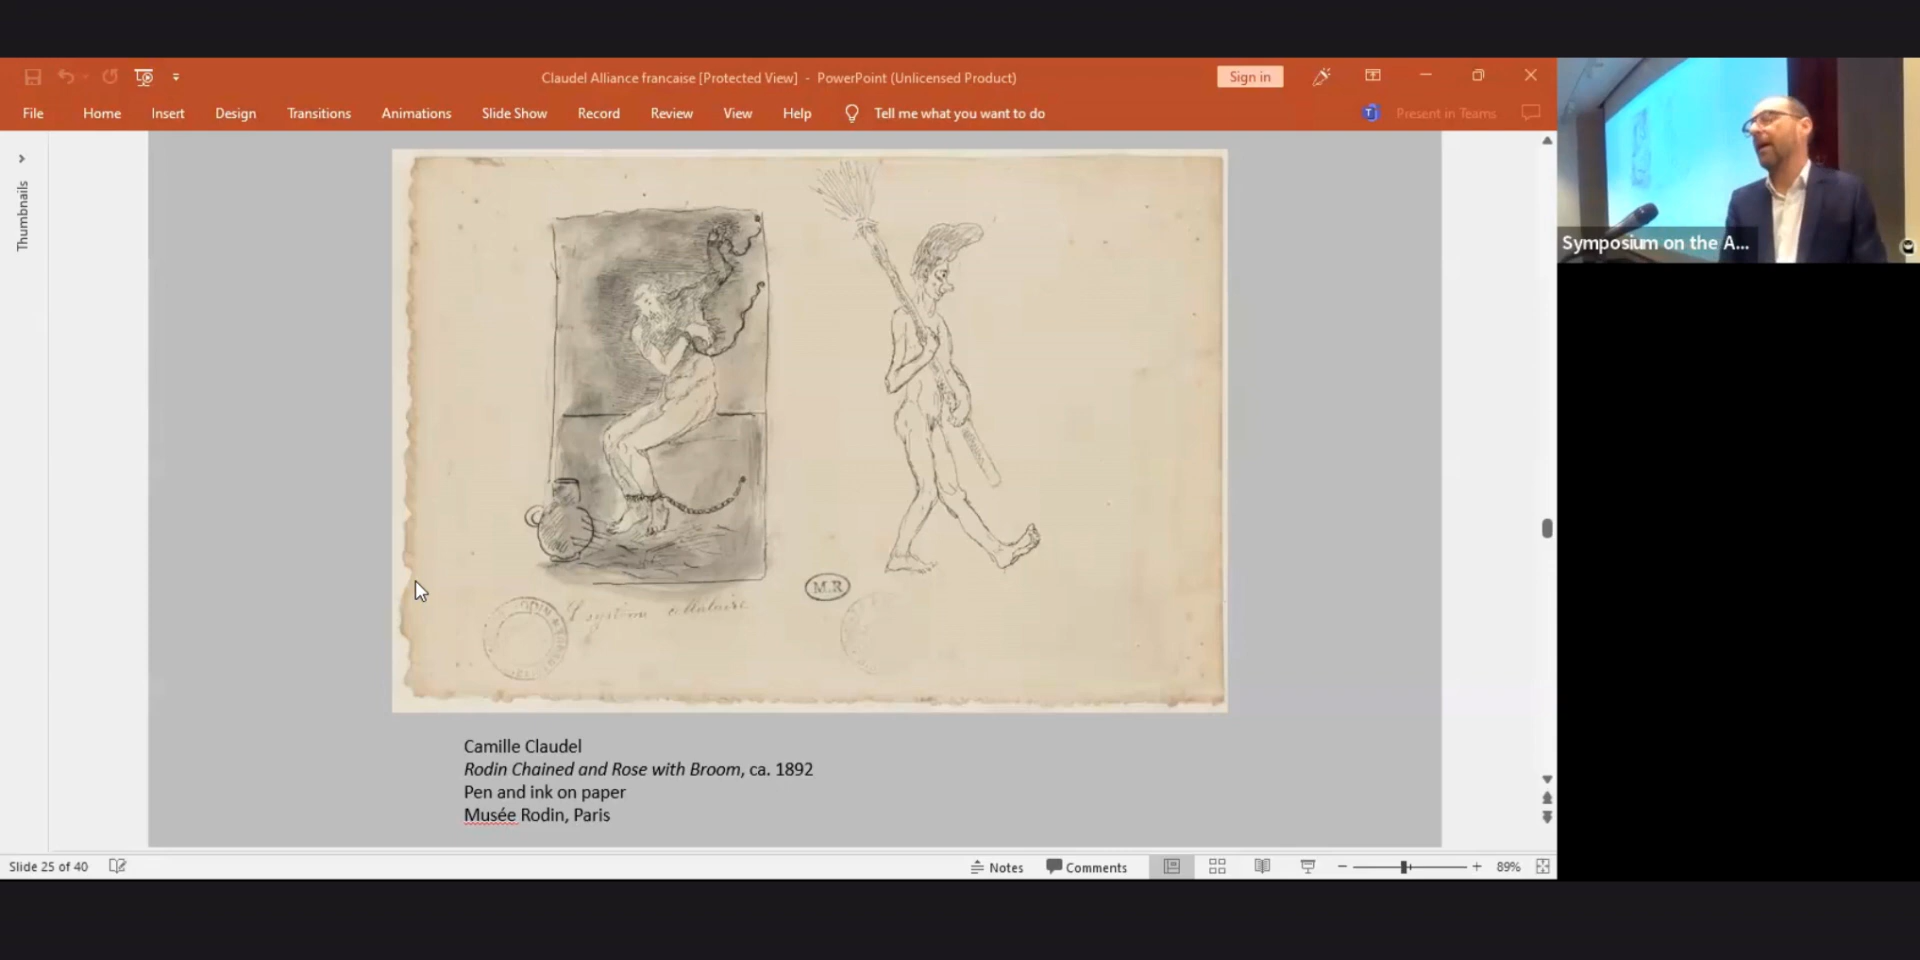 Claudel Alliance francaise [Protected View] - PowerPoint (Unlicensed Product)
Sign in
File Home Insert Design Transitions Animations Slide Show Record Review View Help Tell me what you want to do
Present in Teams
Thumbnails
M.R
Camille Claudel
Rodin Chained and Rose with Broom, ca. 1892
Pen and ink on paper
Musée Rodin, Paris
Slide 25 of 40
Notes
Comments
89%
Symposium on the A...